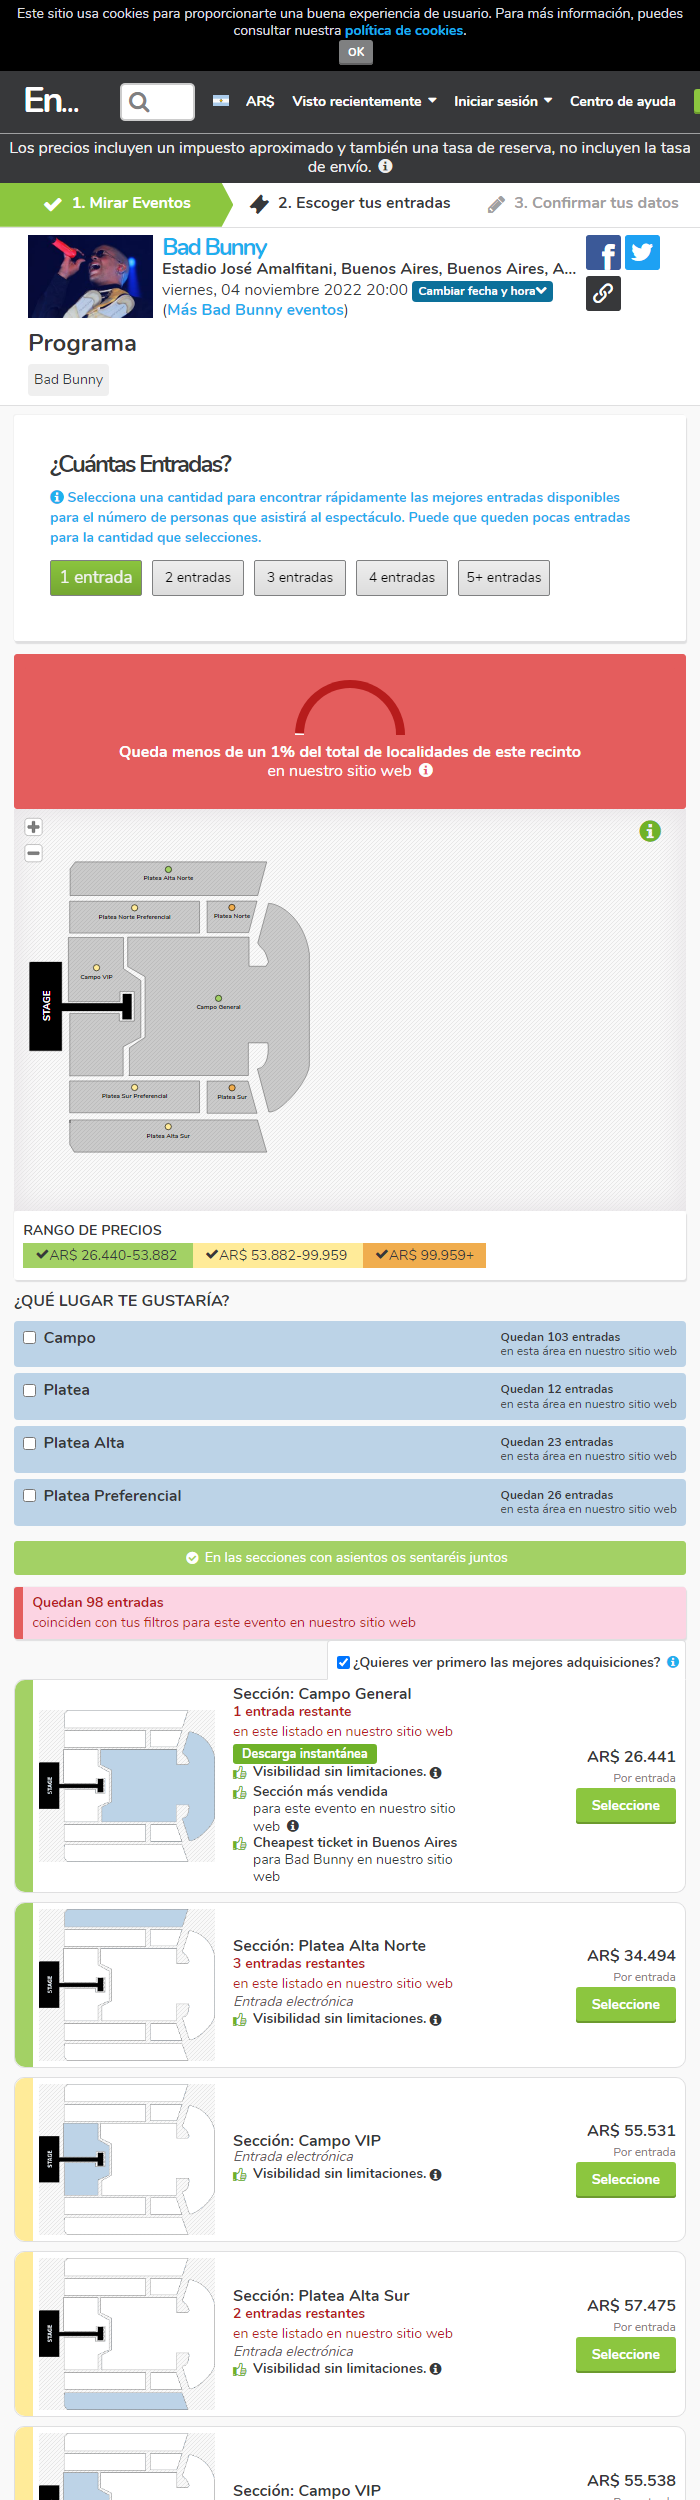 Este sitio usa cookies para proporcionarte una buena experiencia de usuario. Para más información, puedes
consultar nuestra política de cookies.
OK
En...
AR$ Visto recientemente Iniciar sesión Centro de ayuda
Los precios incluyen un impuesto aproximado y también una tasa de reserva, no incluyen la tasa
de envío.
1. Mirar Eventos 2. Escoger tus entradas 3. Confirmar tus datos
Bad Bunny
Estadio José Amalfitani, Buenos Aires, Buenos Aires, A...
viernes, 04 noviembre 2022 20:00 Cambiar fecha y hora
(Más Bad Bunny eventos)
Programa
Bad Bunny
¿Cuántas Entradas?
Selecciona una cantidad para encontrar rápidamente las mejores entradas disponibles
para el número de personas que asistirá al espectáculo. Puede que queden pocas entradas
para la cantidad que selecciones.
1 entrada 2 entradas 3 entradas 4 entradas 5+ entradas
Queda menos de un 1% del total de localidades de este recinto
en nuestro sitio web
Platea Alta Norte
Platea Norte Preferencial Platea Norte
Campo VIP
STAGE
Campo General
Platea Sur Preferencial Platea Sur
Platea Alta Sur
RANGO DE PRECIOS
AR$ 26.440-53.882 AR$ 53.882-99.959 AR$ 99.959+
¿QUÉ LUGAR TE GUSTARÍA?
Campo Quedan 103 entradas
en esta área en nuestro sitio web
Platea Quedan 12 entradas
en esta área en nuestro sitio web
Platea Alta Quedan 23 entradas
en esta área en nuestro sitio web
Platea Preferencial Quedan 26 entradas
en esta área en nuestro sitio web
En las secciones con asientos os sentaréis juntos
Quedan 98 entradas
coinciden con tus filtros para este evento en nuestro sitio web
¿Quieres ver primero las mejores adquisiciones?
STAGE
Sección: Campo General
1 entrada restante
en este listado en nuestro sitio web
Descarga instantánea
Visibilidad sin limitaciones.
Sección más vendida
para este evento en nuestro sitio
web
Cheapest ticket in Buenos Aires
para Bad Bunny en nuestro sitio
web
AR$ 26.441
Por entrada
Seleccione
STAGE
Sección: Platea Alta Norte
3 entradas restantes
en este listado en nuestro sitio web
Entrada electrónica
Visibilidad sin limitaciones.
AR$ 34.494
Por entrada
Seleccione
STAGE
Sección: Campo VIP
Entrada electrónica
Visibilidad sin limitaciones.
AR$ 55.531
Por entrada
Seleccione
STAGE
Sección: Platea Alta Sur
2 entradas restantes
en este listado en nuestro sitio web
Entrada electrónica
Visibilidad sin limitaciones.
AR$ 57.475
Por entrada
Seleccione
Sección: Campo VIP
AR$ 55.538